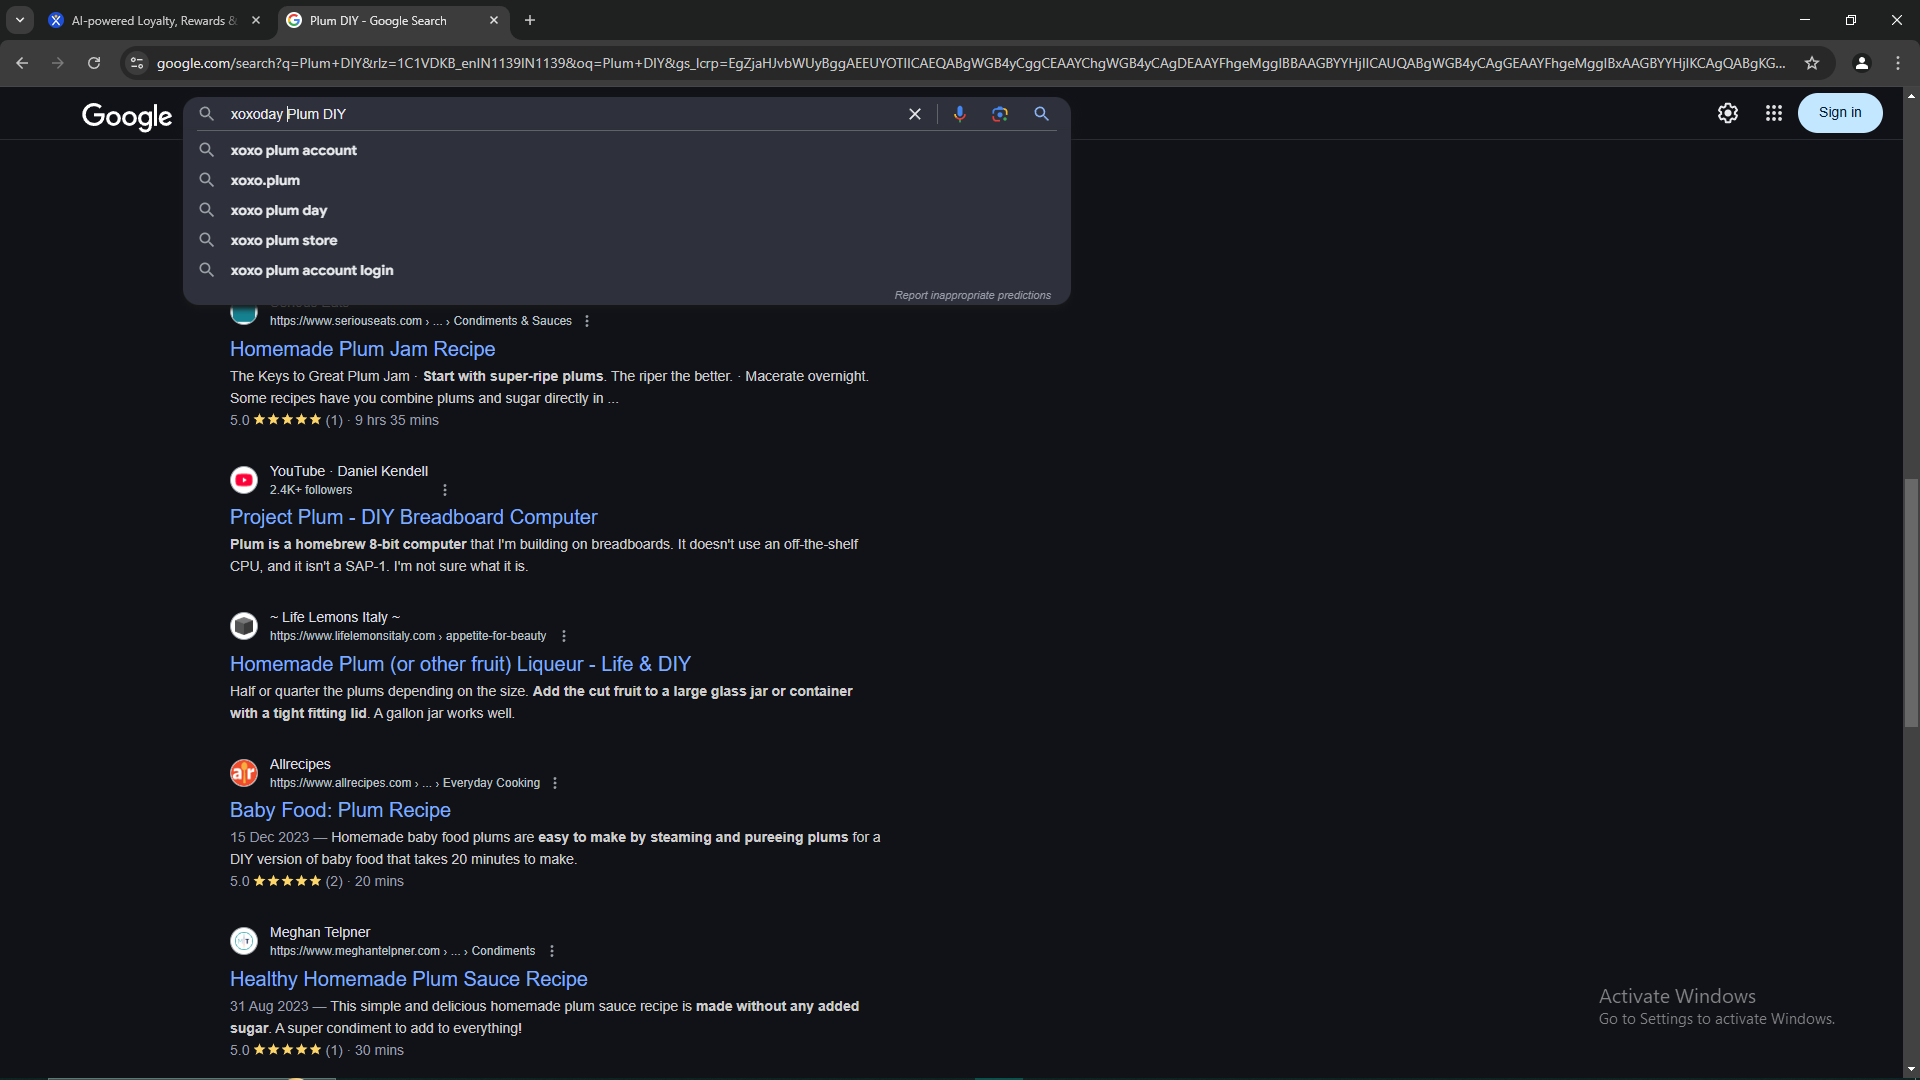 AI-powered Loyalty, Rewards &
Plum DIY - Google Search
google.com/search?q=Plum+DIY&rlz=1C1VDKB_enIN1139IN1139&oq=Plum+DIY&gs_lcrp=EgZjaHJvbWUyBggAEEUYOTIICAEQABgWGB4yCggCEAAYChgWGB4yCAgDEAAYFhgeMggIBBAAGBYYHjIICAUQABgWGB4yCAgGEAAYFhgeMggIBxAAGBYYHjIKCAgQABgKG...
Google
xoxoday Plum DIY
Sign in
xoxo plum account
xoxo.plum
xoxo plum day
xoxo plum store
xoxo plum account login
Report inappropriate predictions
https://www.seriouseats.com › ... › Condiments & Sauces
Homemade Plum Jam Recipe
The Keys to Great Plum Jam · Start with super-ripe plums. The riper the better. · Macerate overnight.
Some recipes have you combine plums and sugar directly in ...
5.0 ★★★★★ (1) · 9 hrs 35 mins
YouTube · Daniel Kendell
2.4K+ followers
Project Plum - DIY Breadboard Computer
Plum is a homebrew 8-bit computer that I'm building on breadboards. It doesn't use an off-the-shelf
CPU, and it isn't a SAP-1. I'm not sure what it is.
~ Life Lemons Italy ~
https://www.lifelemonsitaly.com › appetite-for-beauty
Homemade Plum (or other fruit) Liqueur - Life & DIY
Half or quarter the plums depending on the size. Add the cut fruit to a large glass jar or container
with a tight fitting lid. A gallon jar works well.
Allrecipes
https://www.allrecipes.com › ... › Everyday Cooking
Baby Food: Plum Recipe
15 Dec 2023 — Homemade baby food plums are easy to make by steaming and pureeing plums for a
DIY version of baby food that takes 20 minutes to make.
5.0 ★★★★★ (2) · 20 mins
Meghan Telpner
https://www.meghantelpner.com › ... › Condiments
Healthy Homemade Plum Sauce Recipe
31 Aug 2023 — This simple and delicious homemade plum sauce recipe is made without any added
sugar. A super condiment to add to everything!
5.0 ★★★★★ (1) · 30 mins
Activate Windows
Go to Settings to activate Windows.